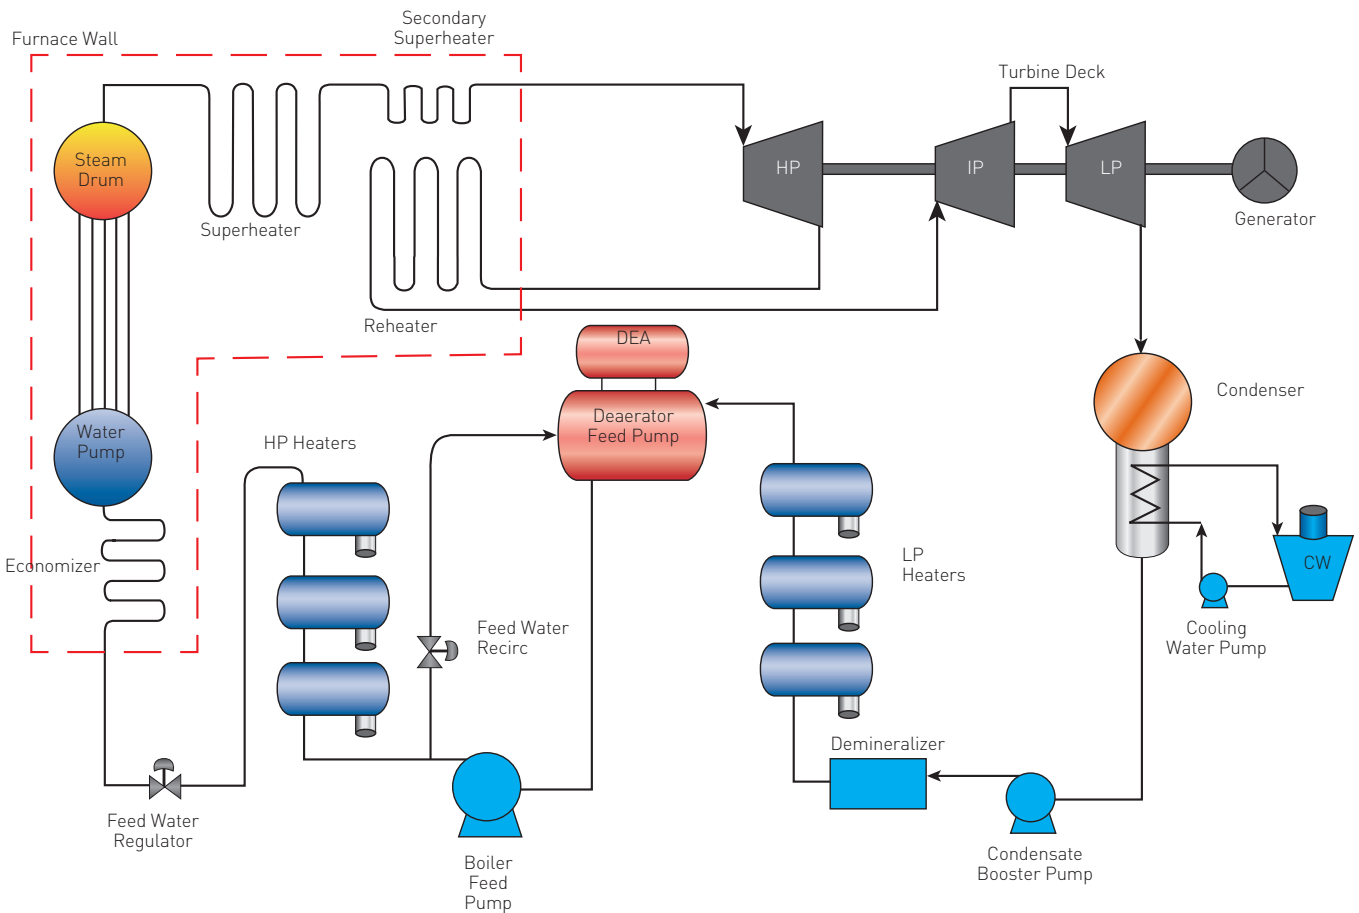 Secondary
Superheater
Furnace Wall
Turbine Deck
Steam
Drum
HP
IP
LP
Superheater
Generator
Reheater
DEA
Condenser
Deaerator
Feed Pump
Water
Pump
HP Heaters
LP
Heaters
Economizer
CW
Feed Water
Recirc
Cooling
Water Pump
Demineralizer
Feed Water
Regulator
Boiler
Feed
Pump
Condensate
Booster Pump